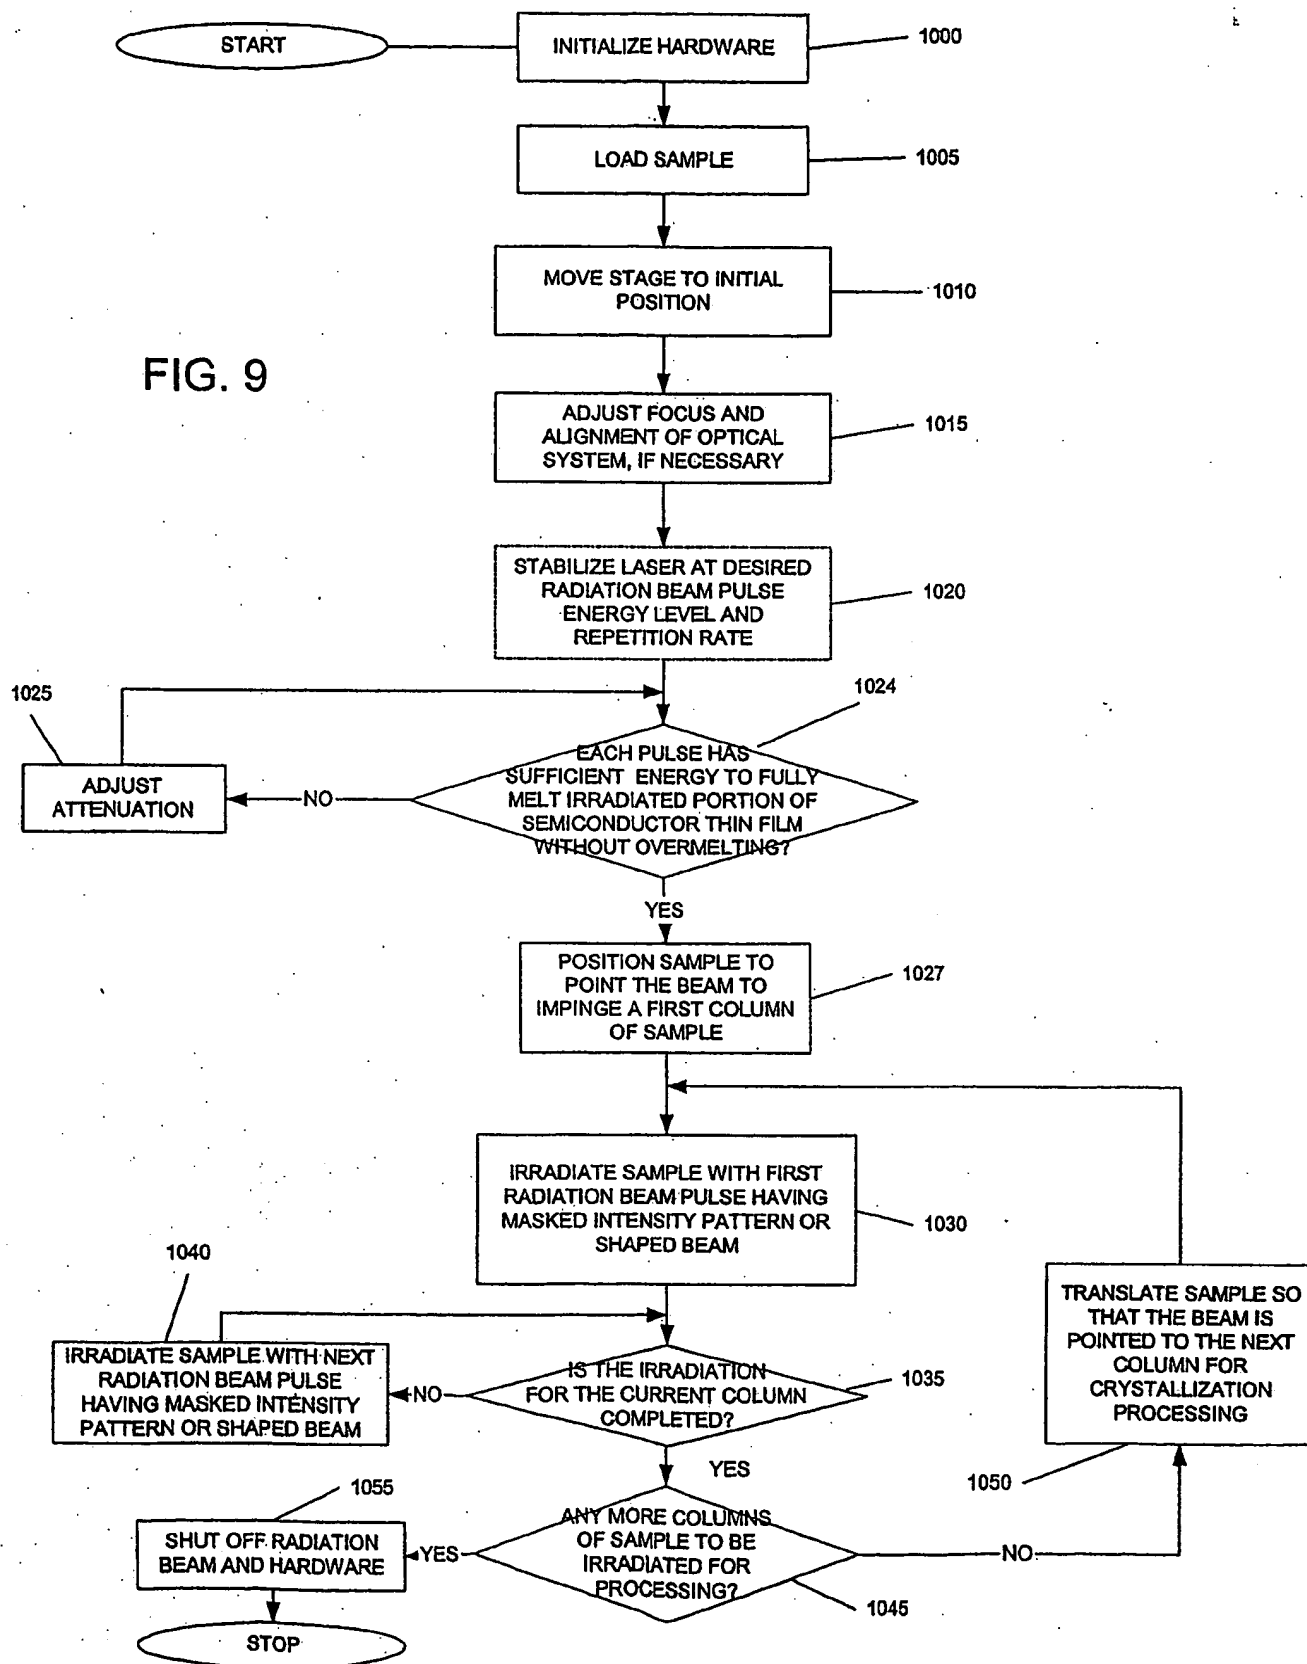 START
INITIALIZE HARDWARE
1000
LOAD SAMPLE
1005
MOVE STAGE TO INITIAL
POSITION
1010
FIG. 9
ADJUST FOCUS AND
ALIGNMENT OF OPTICAL
SYSTEM, IF NECESSARY
1015
STABILIZE LASER AT DESIRED
RADIATION BEAM PULSE
ENERGY LEVEL AND
REPETITION RATE
1020
1025
ADJUST
ATTENUATION
NO
1024
EACH PULSE HAS
SUFFICIENT ENERGY TO FULLY
MELT IRRADIATED PORTION OF
SEMICONDUCTOR THIN FILM
WITHOUT OVERMELTING?
YES
POSITION SAMPLE TO
POINT THE BEAM TO
IMPINGE A FIRST COLUMN
OF SAMPLE
1027
IRRADIATE SAMPLE WITH FIRST
RADIATION BEAM PULSE HAVING
MASKED INTENSITY PATTERN OR
SHAPED BEAM
1030
1040
IRRADIATE SAMPLE WITH NEXT
RADIATION BEAM PULSE
HAVING MASKED INTENSITY
PATTERN OR SHAPED BEAM
NO
IS THE IRRADIATION
FOR THE CURRENT COLUMN
COMPLETED?
1035
TRANSLATE SAMPLE SO
THAT THE BEAM IS
POINTED TO THE NEXT
COLUMN FOR
CRYSTALLIZATION
PROCESSING
1050
YES
1055
SHUT OFF RADIATION
BEAM AND HARDWARE
YES
ANY MORE COLUMNS
OF SAMPLE TO BE
IRRADIATED FOR
PROCESSING?
NO
1045
STOP